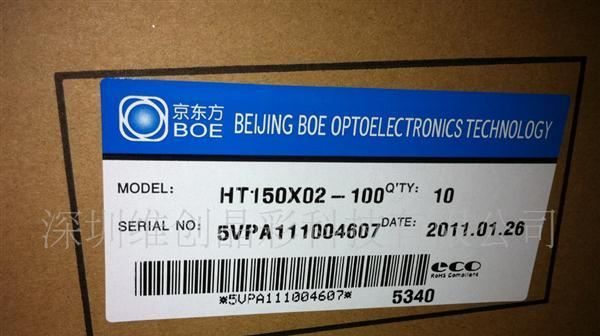 京东方
BOE BEIJING BOE OPTOELECTRONICS TECHNOLOGY
MODEL: HT150X02-100 Q'TY: 10
深圳维创晶彩科技有限公司
SERIAL NO: 5VPA111004607 DATE: 2011.01.26
eco
RoHS Compliant
*5VPA111004607* 5340